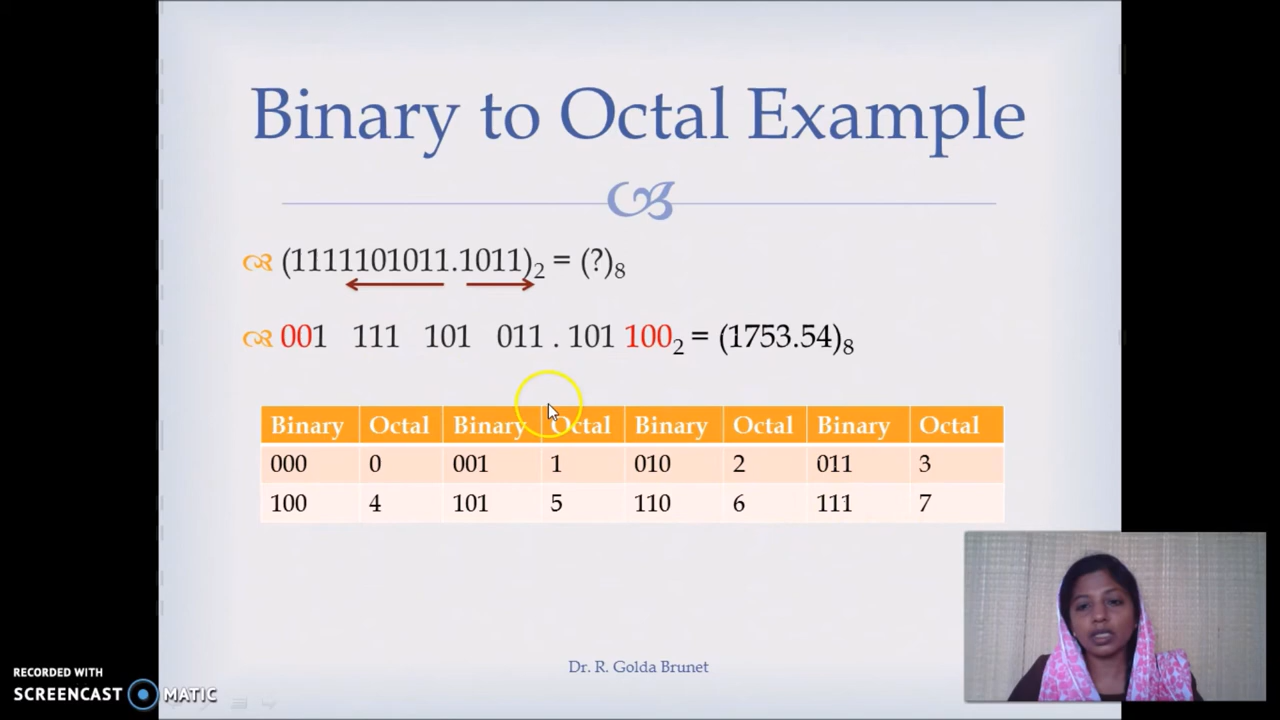 Binary to Octal Example
(1111101011.1011)2 = (?)8
001 111 101 011 . 101 1002 = (1753.54)8
Binary Octal Binary Octal Binary Octal Binary Octal
000 0 001 1 010 2 011 3
100 4 101 5 110 6 111 7
Dr. R. Golda Brunet
RECORDED WITH
SCREENCAST MATIC